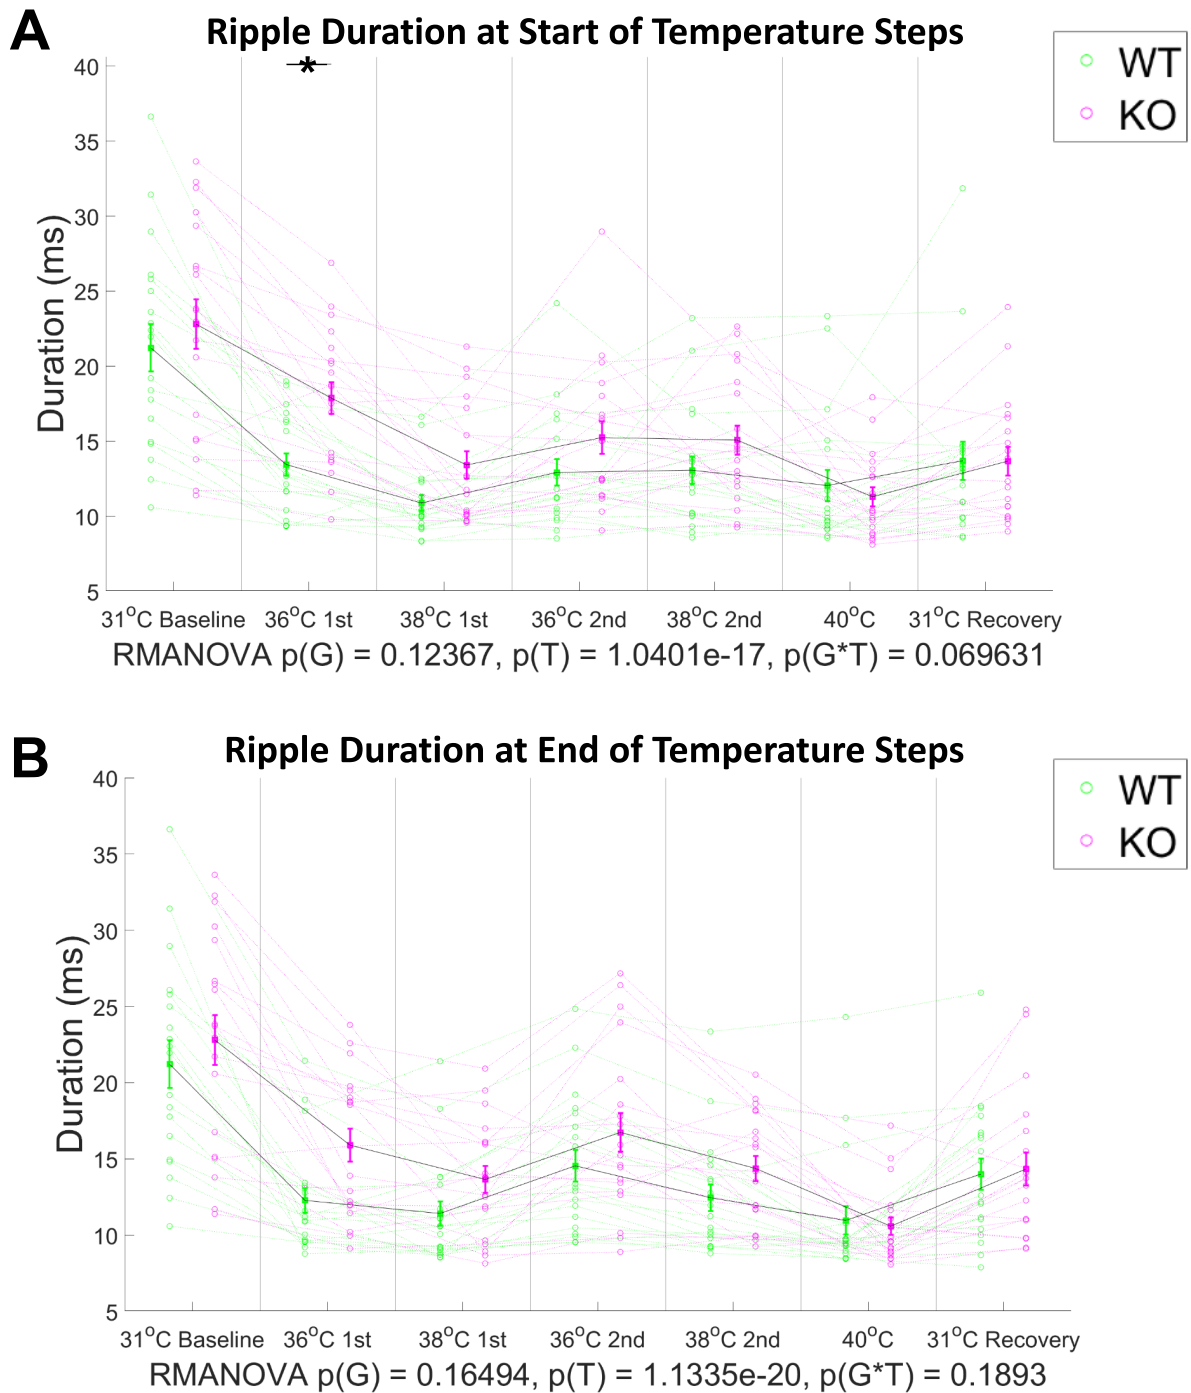 A
Ripple Duration at Start of Temperature Steps
*
WT
KO
40
35
30
25
20
15
10
5
Duration (ms)
31°C Baseline 36°C 1st 38°C 1st 36°C 2nd 38°C 2nd 40°C 31°C Recovery
RMANOVA p(G) = 0.12367, p(T) = 1.0401e-17, p(G*T) = 0.069631
B
Ripple Duration at End of Temperature Steps
WT
KO
40
35
30
25
20
15
10
5
Duration (ms)
31°C Baseline 36°C 1st 38°C 1st 36°C 2nd 38°C 2nd 40°C 31°C Recovery
RMANOVA p(G) = 0.16494, p(T) = 1.1335e-20, p(G*T) = 0.1893